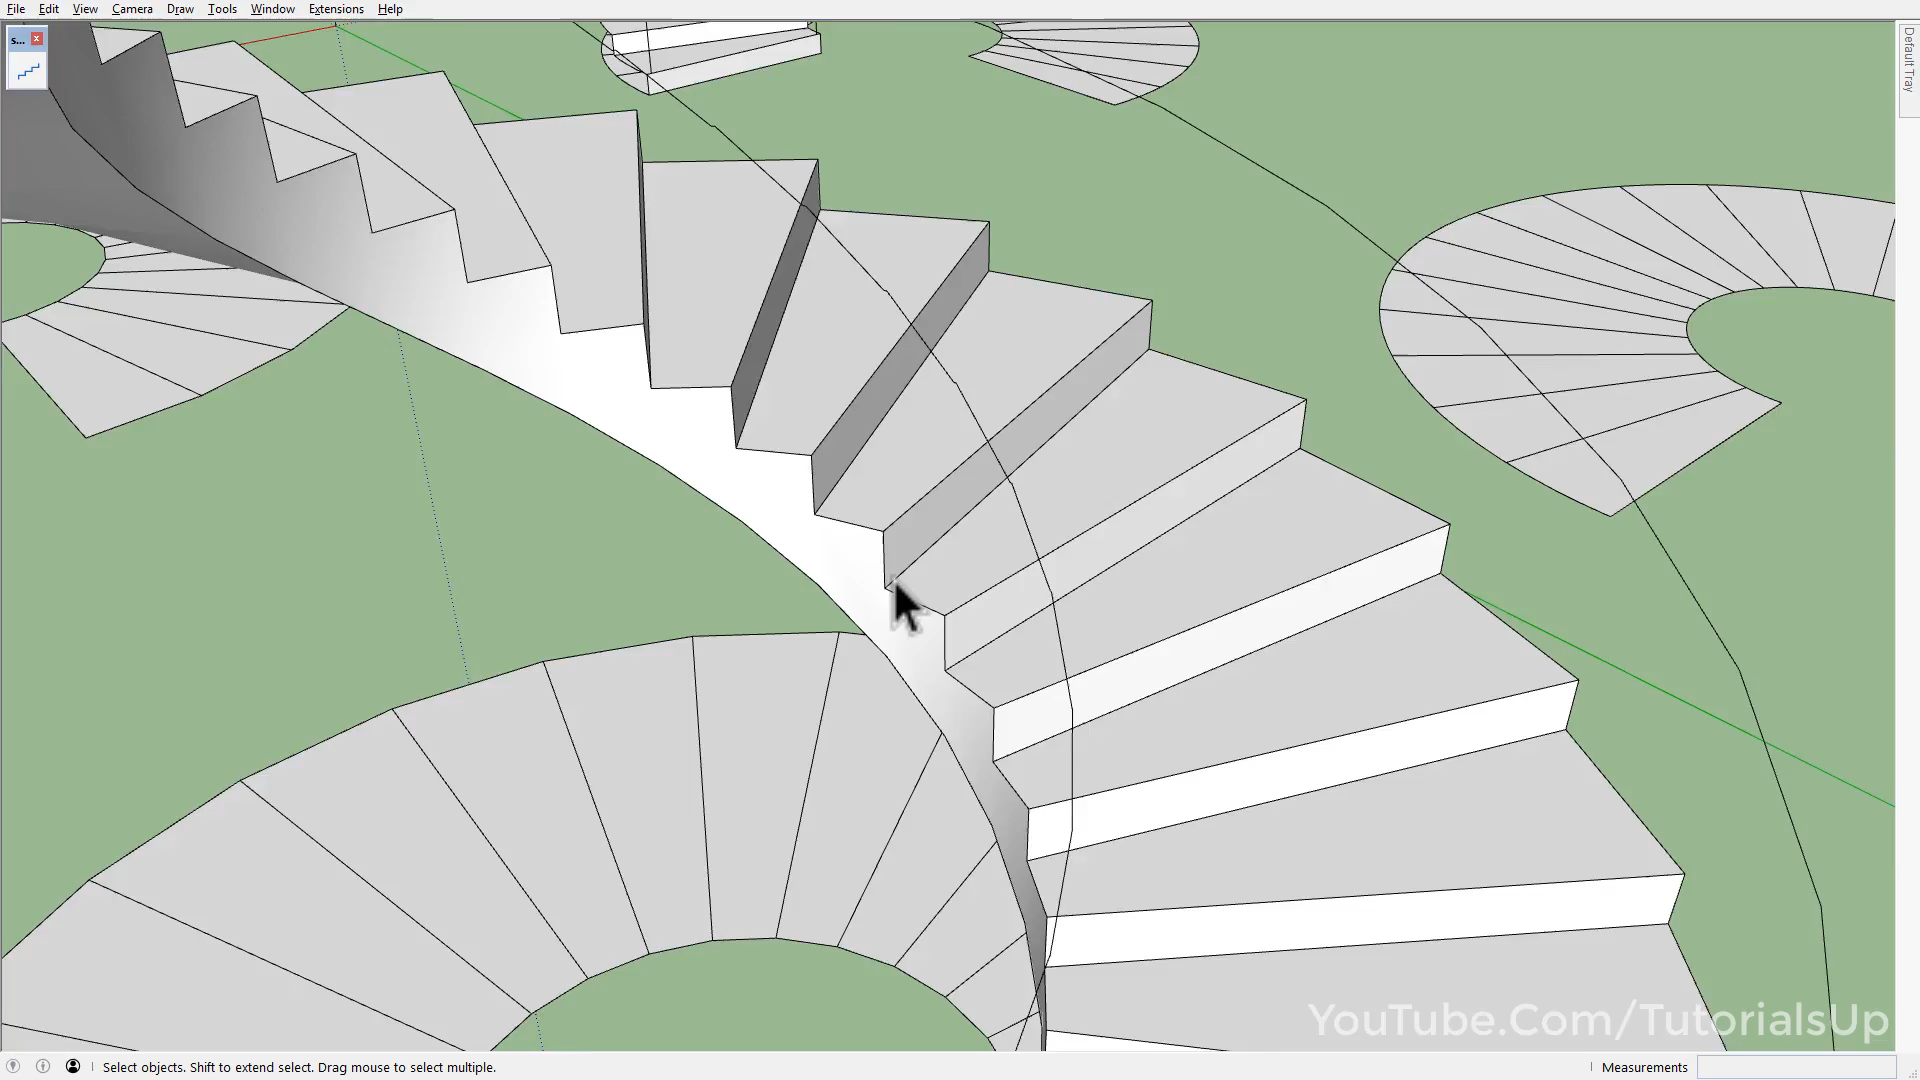 File Edit View Camera Draw Tools Window Extensions Help
s...
Default Tray
YouTube.Com/TutorialsUp
Select objects. Shift to extend select. Drag mouse to select multiple.
Measurements